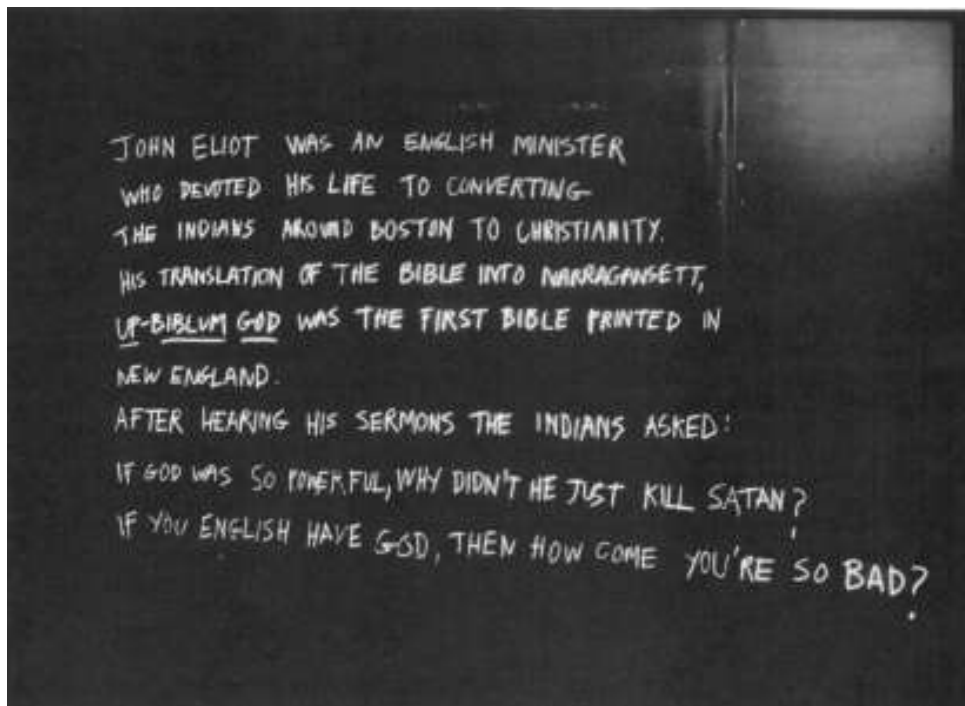 JOHN ELIOT WAS AN ENGLISH MINISTER
WHO DEVOTED HIS LIFE TO CONVERTING
THE INDIANS AROUND BOSTON TO CHRISTIANITY.
HIS TRANSLATION OF THE BIBLE INTO NARRAGANSETT,
UP-BIBLUM GOD WAS THE FIRST BIBLE PRINTED IN
NEW ENGLAND.
AFTER HEARING HIS SERMONS THE INDIANS ASKED:
IF GOD WAS SO POWERFUL, WHY DIDN'T HE JUST KILL SATAN?
IF YOU ENGLISH HAVE GOD, THEN HOW COME YOU'RE SO BAD?